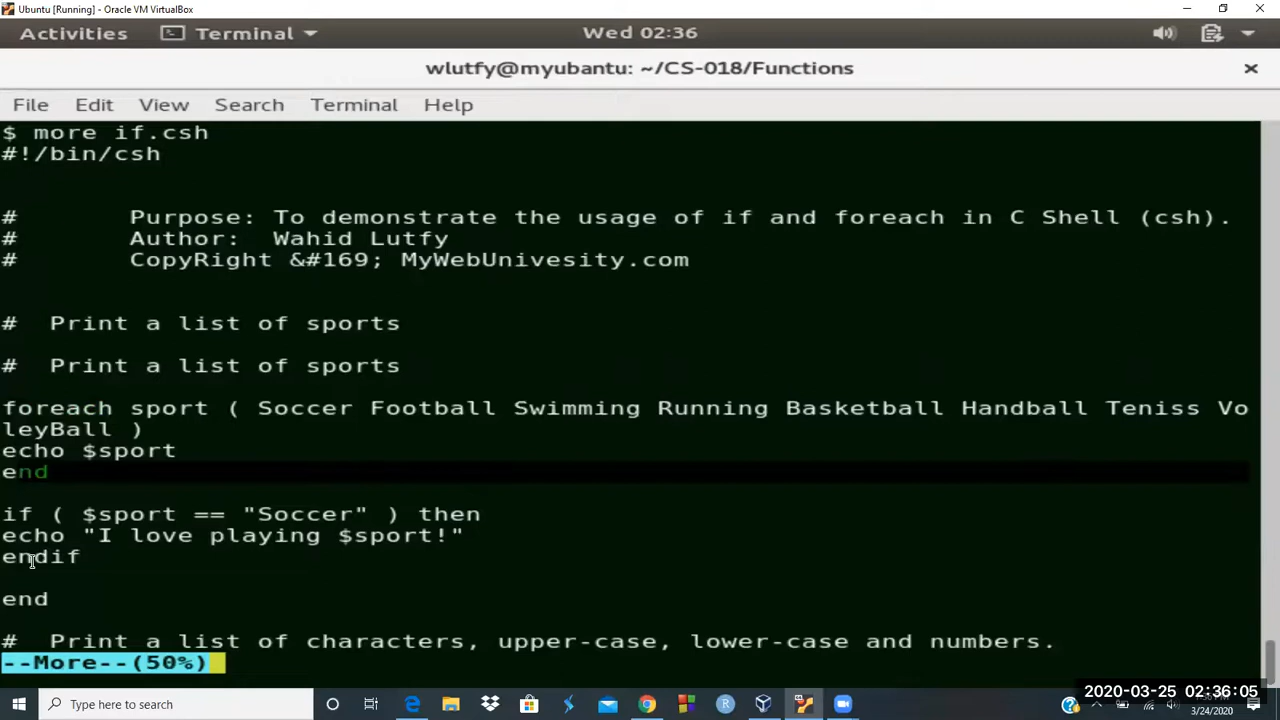 Ubuntu [Running] - Oracle VM VirtualBox
Activities Terminal Wed 02:36
wlutfy@myubantu: ~/CS-018/Functions
File Edit View Search Terminal Help
$ more if.csh
#!/bin/csh
# Purpose: To demonstrate the usage of if and foreach in C Shell (csh).
# Author: Wahid Lutfy
# CopyRight &#169; MyWebUnivesity.com
# Print a list of sports
# Print a list of sports
foreach sport ( Soccer Football Swimming Running Basketball Handball Teniss Vo
leyBall )
echo $sport
end
if ( $sport == "Soccer" ) then
echo "I love playing $sport!"
endif
end
# Print a list of characters, upper-case, lower-case and numbers.
--More--(50%)
Type here to search
2020-03-25 02:36:05
3/24/2020